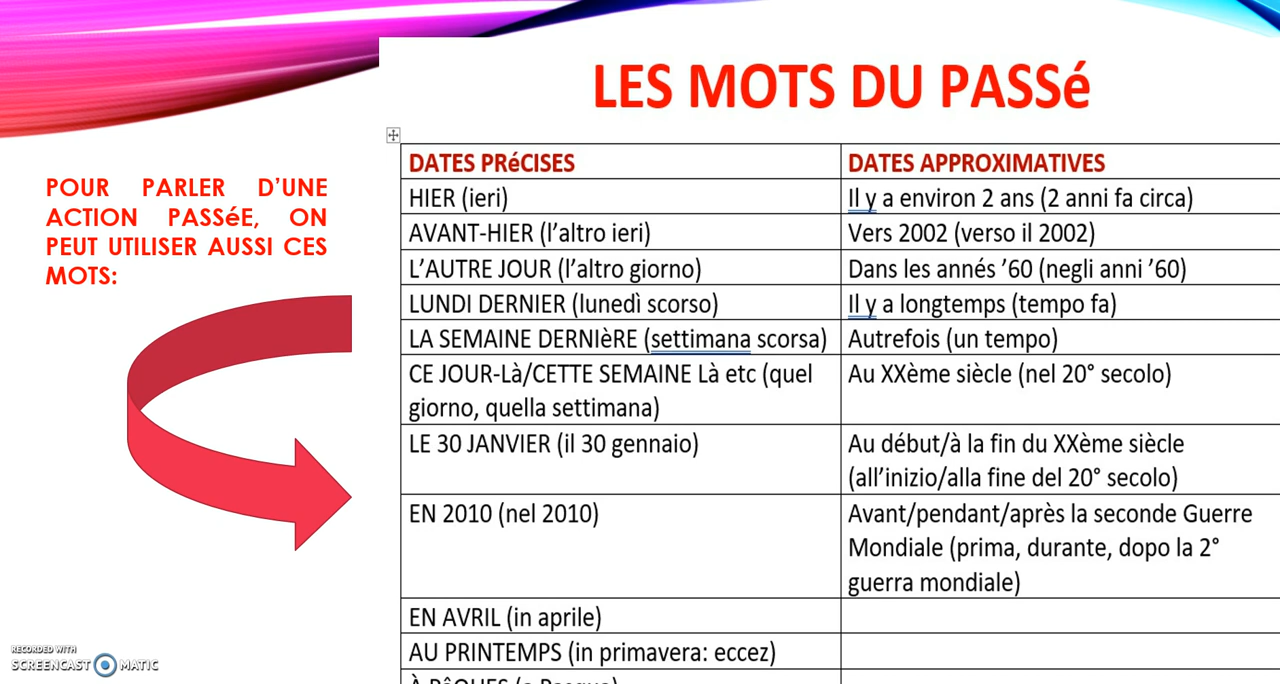 LES MOTS DU PASSé
POUR PARLER D’UNE
ACTION PASSéE, ON
PEUT UTILISER AUSSI CES
MOTS:
DATES PRéCISES
DATES APPROXIMATIVES
HIER (ieri)
Il y a environ 2 ans (2 anni fa circa)
AVANT-HIER (l’altro ieri)
Vers 2002 (verso il 2002)
L’AUTRE JOUR (l’altro giorno)
Dans les annés ’60 (negli anni ’60)
LUNDI DERNIER (lunedì scorso)
Il y a longtemps (tempo fa)
LA SEMAINE DERNIèRE (settimana scorsa)
Autrefois (un tempo)
CE JOUR-Là/CETTE SEMAINE Là etc (quel
giorno, quella settimana)
Au XXème siècle (nel 20° secolo)
LE 30 JANVIER (il 30 gennaio)
Au début/à la fin du XXème siècle
(all’inizio/alla fine del 20° secolo)
EN 2010 (nel 2010)
Avant/pendant/après la seconde Guerre
Mondiale (prima, durante, dopo la 2°
guerra mondiale)
EN AVRIL (in aprile)
AU PRINTEMPS (in primavera: eccez)
À PâQUES (a Pasqua)
RECORDED WITH
SCREENCAST MATIC